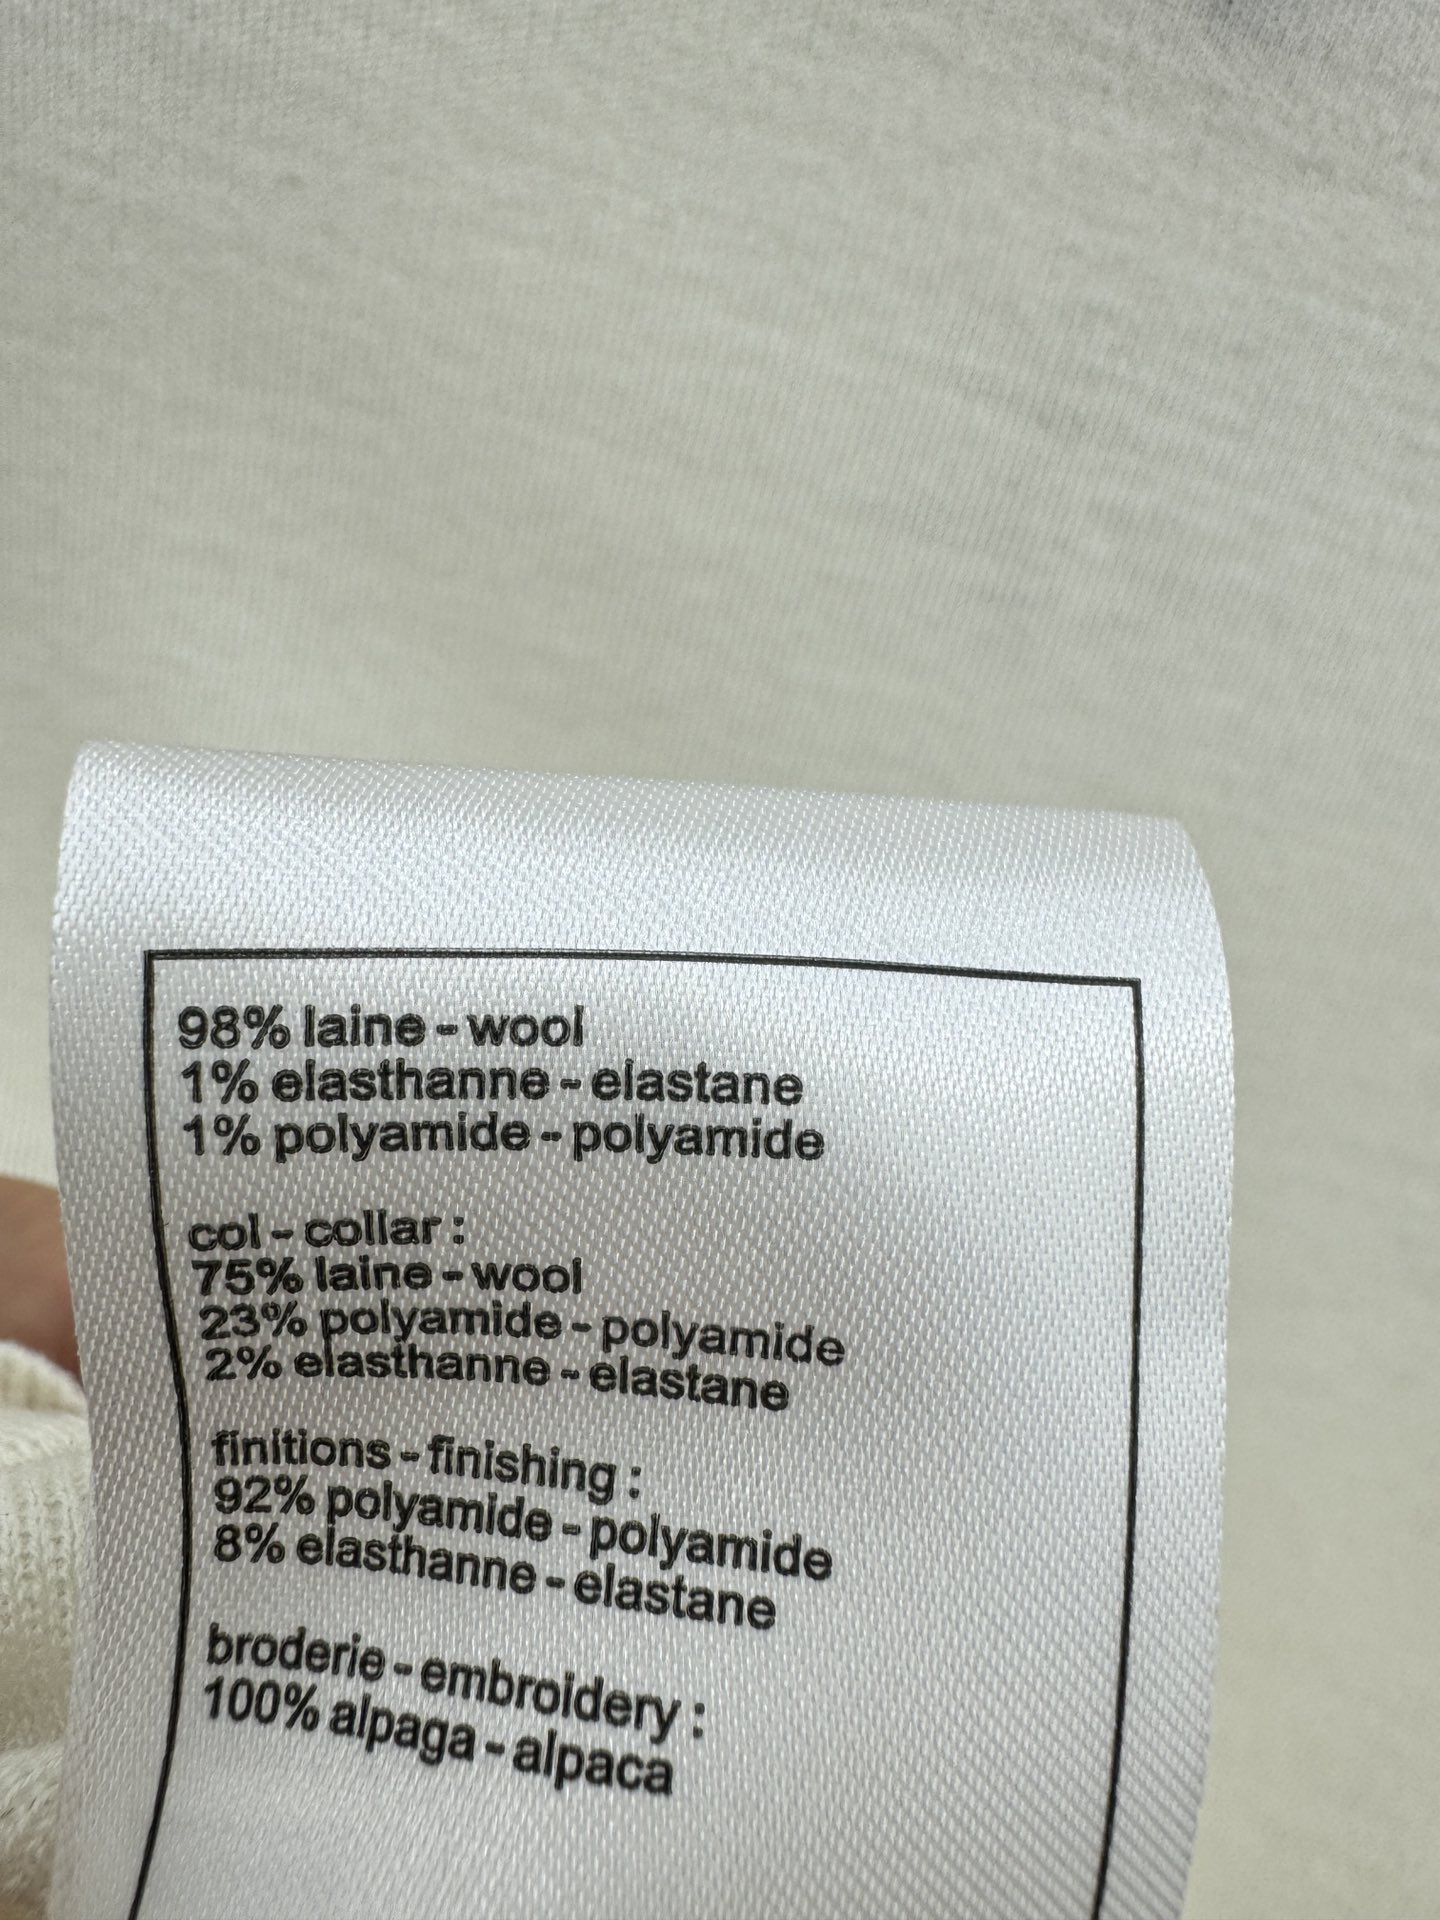 98% laine - wool
1% elasthanne - elastane
1% polyamide - polyamide
col - collar :
75% laine - wool
23% polyamide - polyamide
2% elasthanne - elastane
finitions - finishing :
92% polyamide - polyamide
8% elasthanne - elastane
broderie - embroidery :
100% alpaga - alpaca